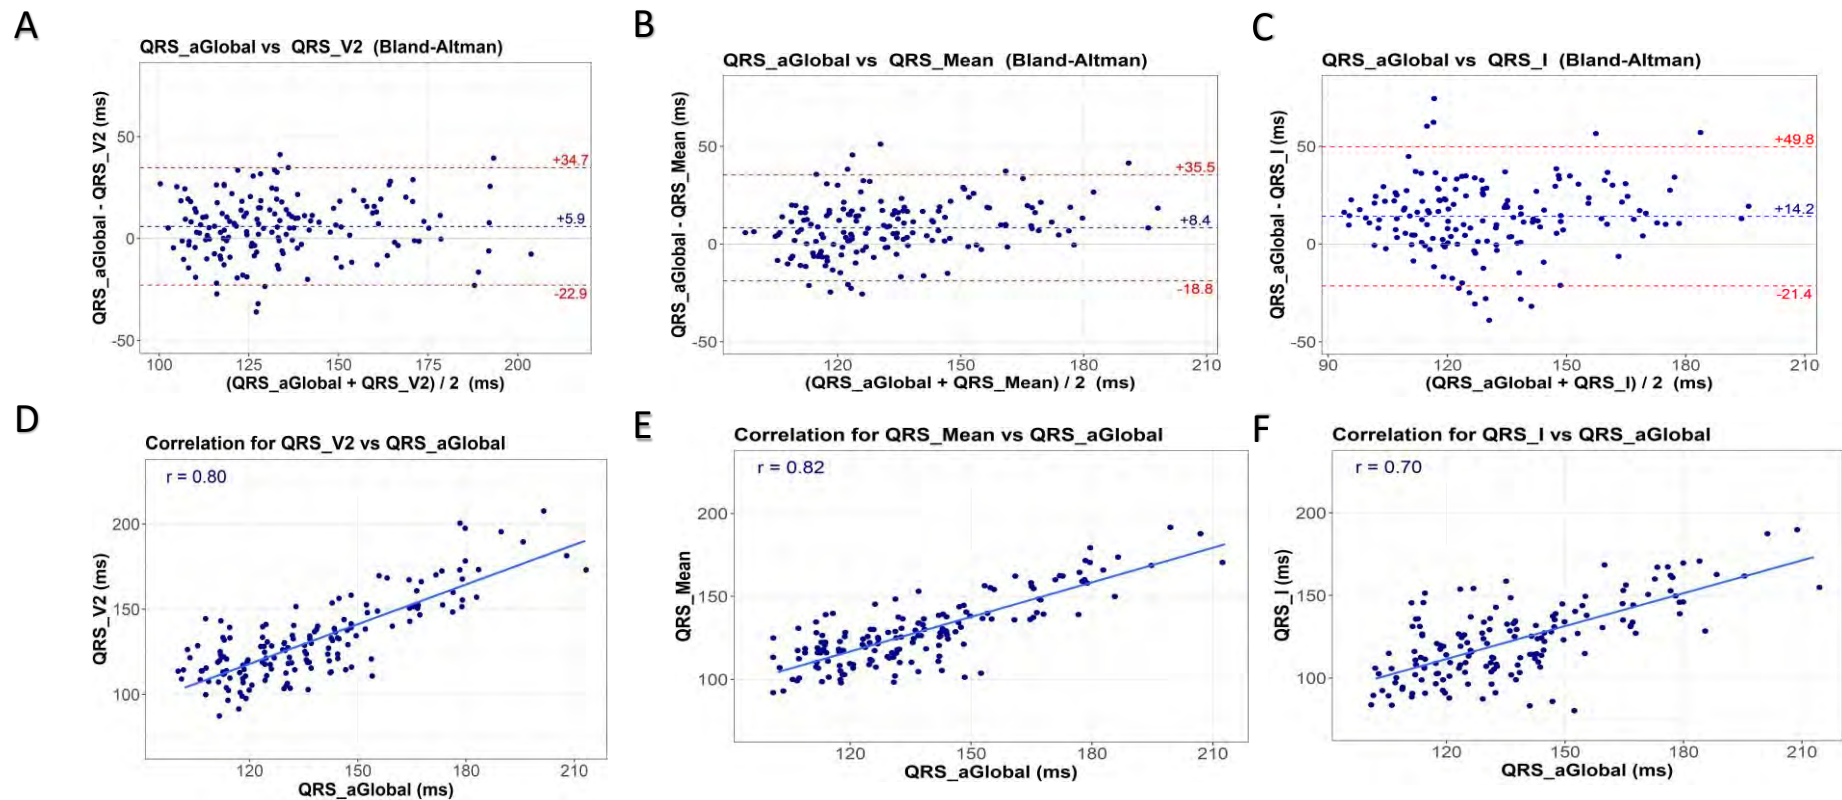 A
QRS_aGlobal vs QRS_V2 (Bland-Altman)
QRS_aGlobal - QRS_V2 (ms)
50
0
-50
+34.7
+5.9
-22.9
100 125 150 175 200
(QRS_aGlobal + QRS_V2) / 2 (ms)
B
QRS_aGlobal vs QRS_Mean (Bland-Altman)
QRS_aGlobal - QRS_Mean (ms)
50
0
-50
+35.5
+8.4
-18.8
120 150 180 210
(QRS_aGlobal + QRS_Mean) / 2 (ms)
C
QRS_aGlobal vs QRS_I (Bland-Altman)
QRS_aGlobal - QRS_I (ms)
50
0
-50
+49.8
+14.2
-21.4
90 120 150 180 210
(QRS_aGlobal + QRS_I) / 2 (ms)
D
Correlation for QRS_V2 vs QRS_aGlobal
r = 0.80
QRS_V2 (ms)
200
150
100
120 150 180 210
QRS_aGlobal (ms)
E
Correlation for QRS_Mean vs QRS_aGlobal
r = 0.82
QRS_Mean
200
150
100
120 150 180 210
QRS_aGlobal (ms)
F
Correlation for QRS_I vs QRS_aGlobal
r = 0.70
QRS_I (ms)
200
150
100
120 150 180 210
QRS_aGlobal (ms)